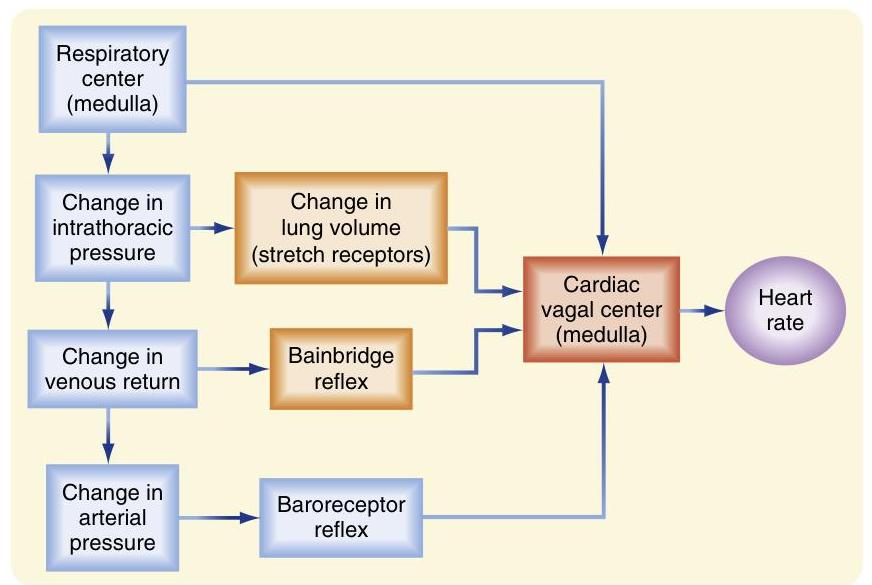 Respiratory
center
(medulla)
Change in
intrathoracic
pressure
Change in
lung volume
(stretch receptors)
Change in
venous return
Bainbridge
reflex
Change in
arterial
pressure
Baroreceptor
reflex
Cardiac
vagal center
(medulla)
Heart
rate